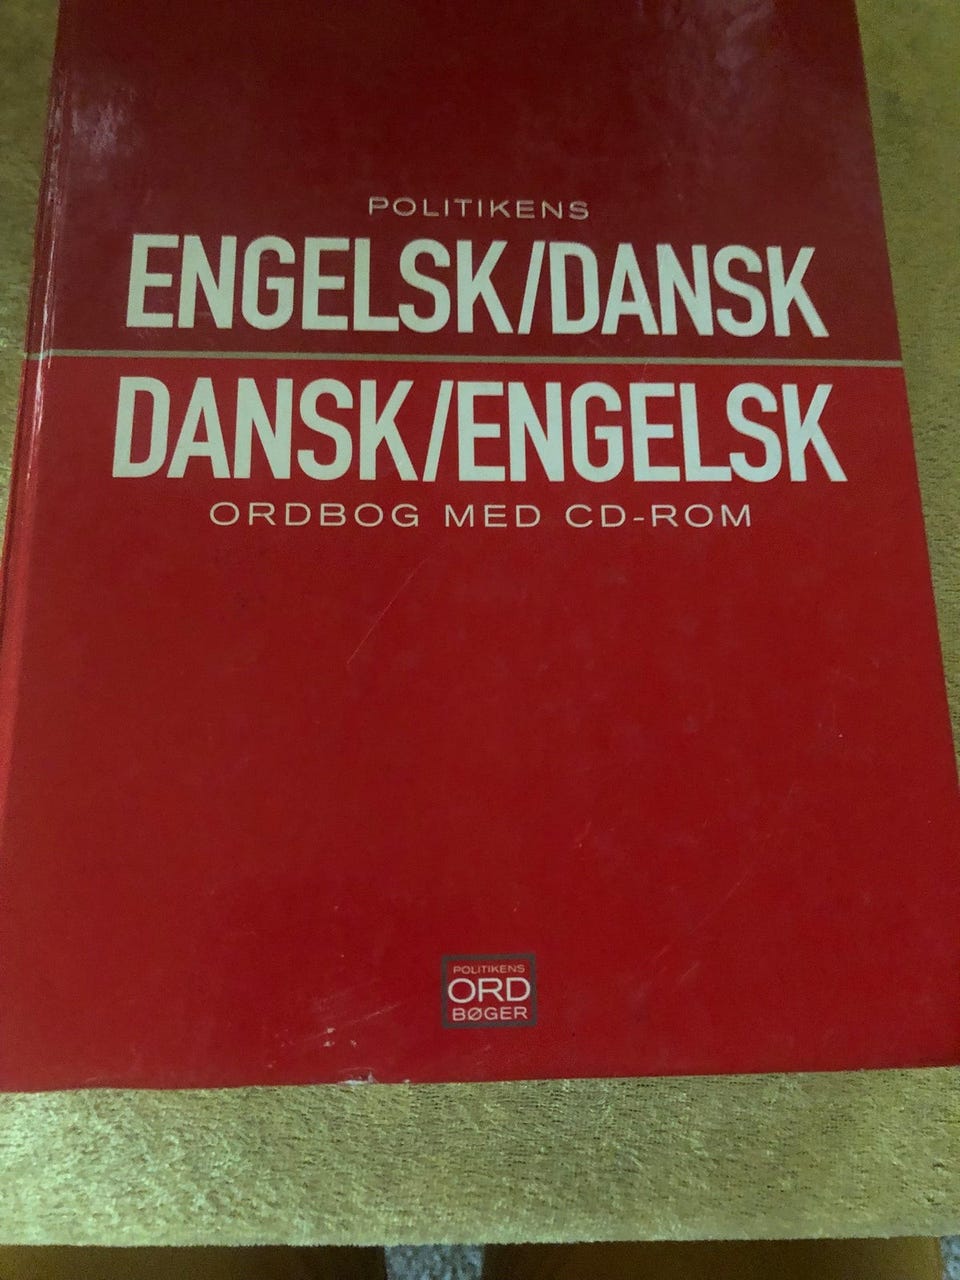 POLITIKENS
ENGELSK/DANSK
DANSK/ENGELSK
ORDBOG MED CD-ROM
POLITIKENS
ORD
BØGER